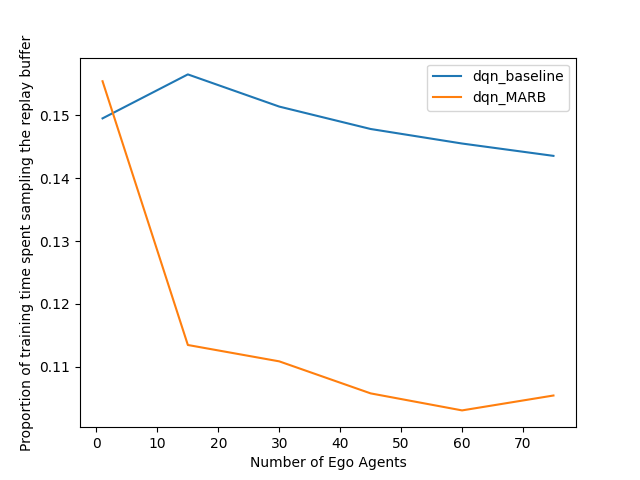 Proportion of training time spent sampling the replay buffer
0.15
0.14
0.13
0.12
0.11
dqn_baseline
dqn_MARB
0 10 20 30 40 50 60 70
Number of Ego Agents